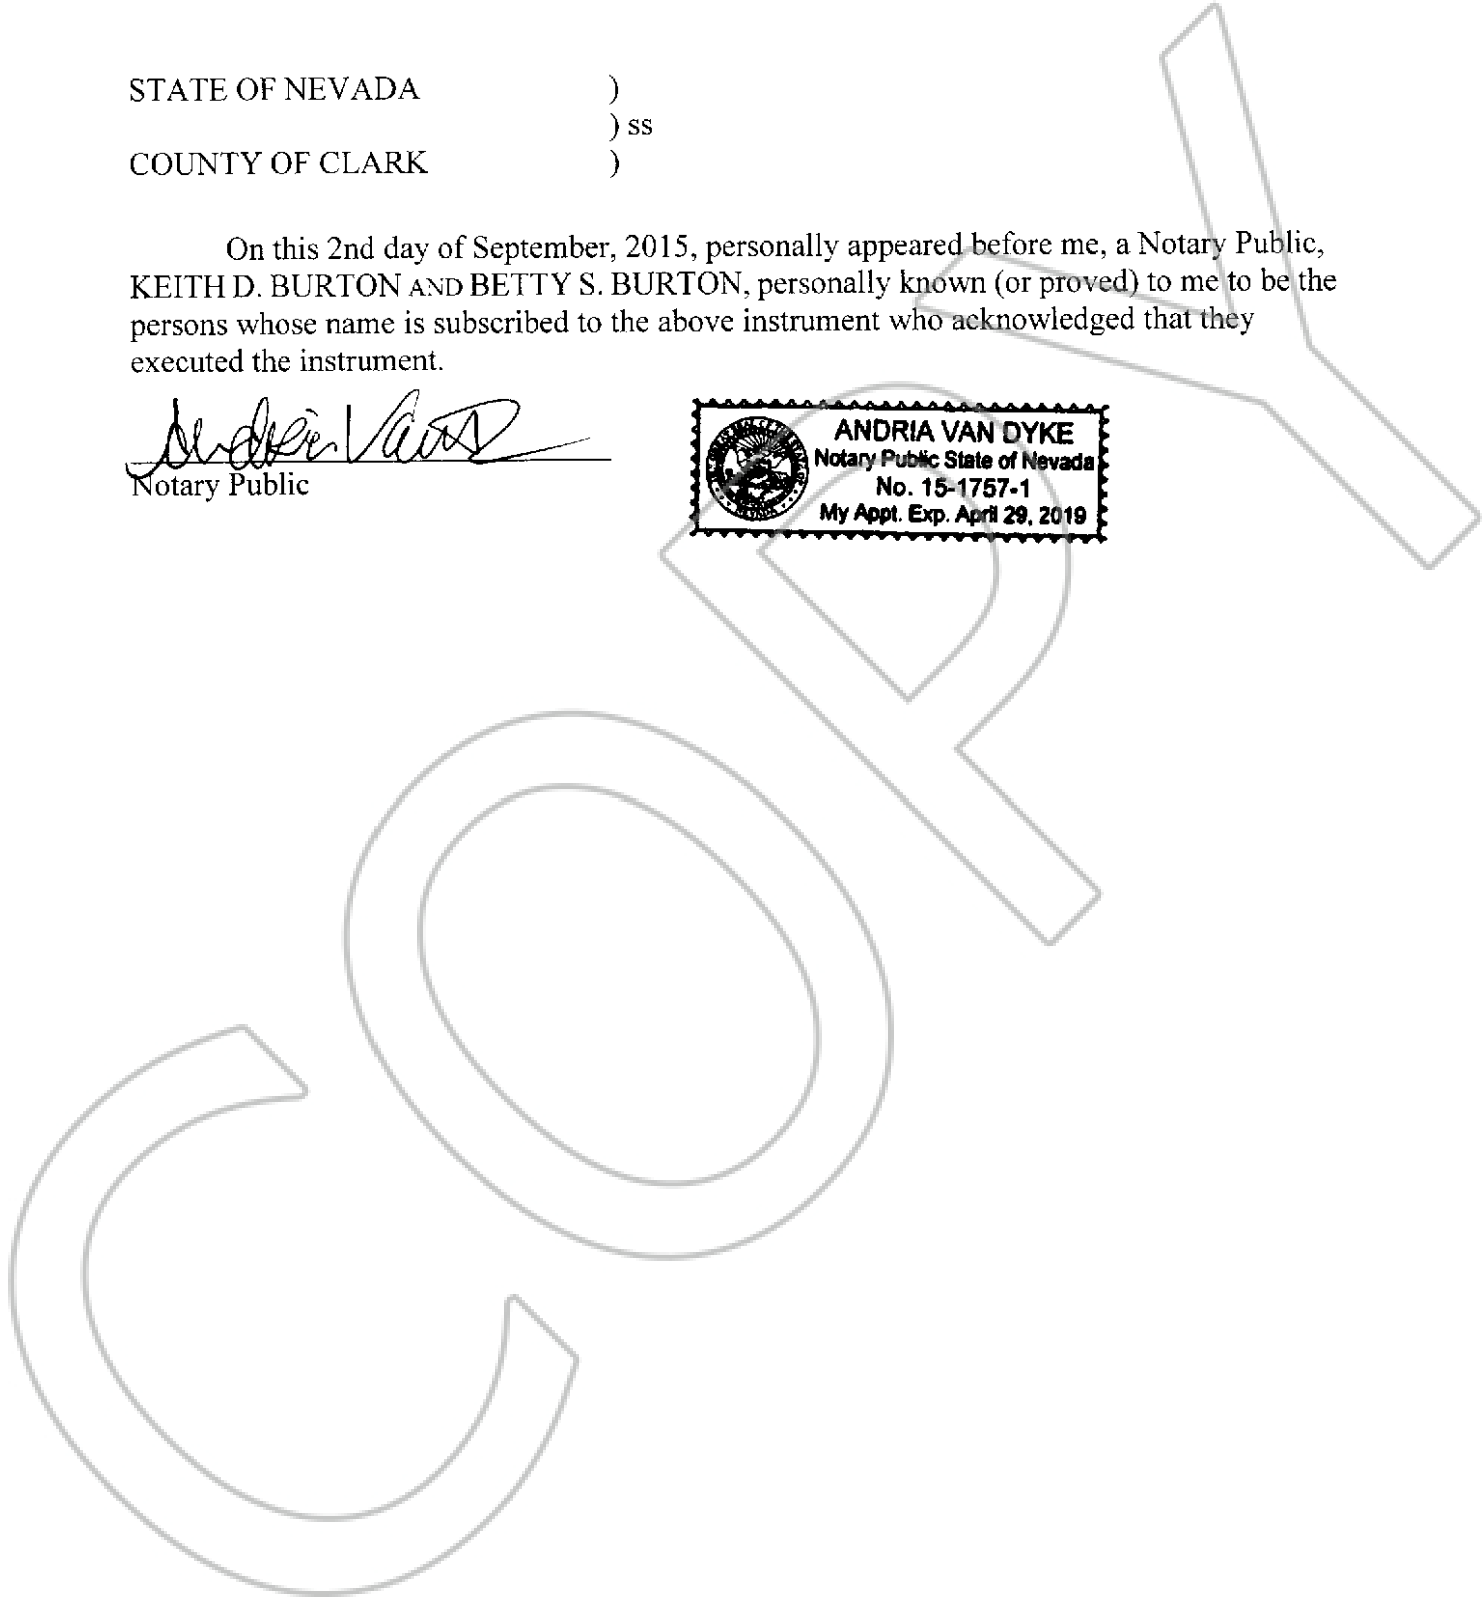 STATE OF NEVADA )
) ss
COUNTY OF CLARK )
On this 2nd day of September, 2015, personally appeared before me, a Notary Public,
KEITH D. BURTON AND BETTY S. BURTON, personally known (or proved) to me to be the
persons whose name is subscribed to the above instrument who acknowledged that they
executed the instrument.
Notary Public
ANDRIA VAN DYKE
Notary Public State of Nevada
No. 15-1757-1
My Appt. Exp. April 29, 2019
COPY